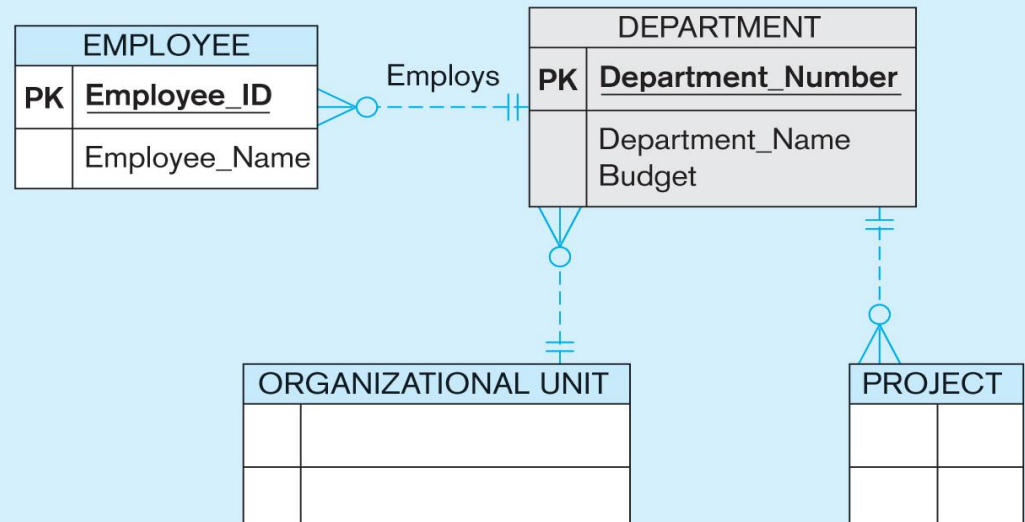 EMPLOYEE
PK Employee_ID
Employee_Name
Employs
DEPARTMENT
PK Department_Number
Department_Name
Budget
ORGANIZATIONAL UNIT
PROJECT